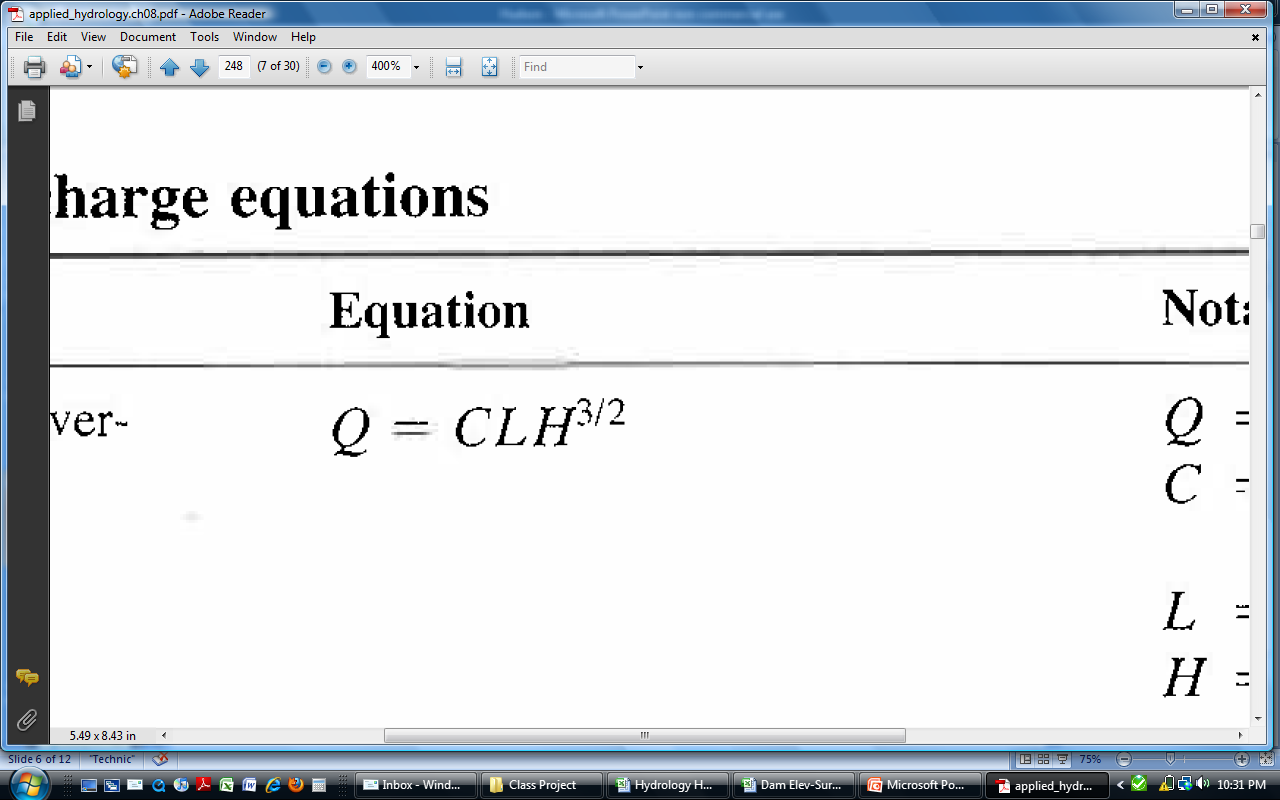 applied_hydrology.ch08.pdf - Adobe Reader
File Edit View Document Tools Window Help
248 (7 of 30) 400% Find
charge equations
Equation Nota
ver- Q = CLH^{3/2} Q =
C =
L =
H =
5.49 x 8.43 in
Slide 6 of 12 "Technic" 75%
Inbox - Wind... Class Project Hydrology H... Dam Elev-Sur... Microsoft Po... applied_hydr... 10:31 PM